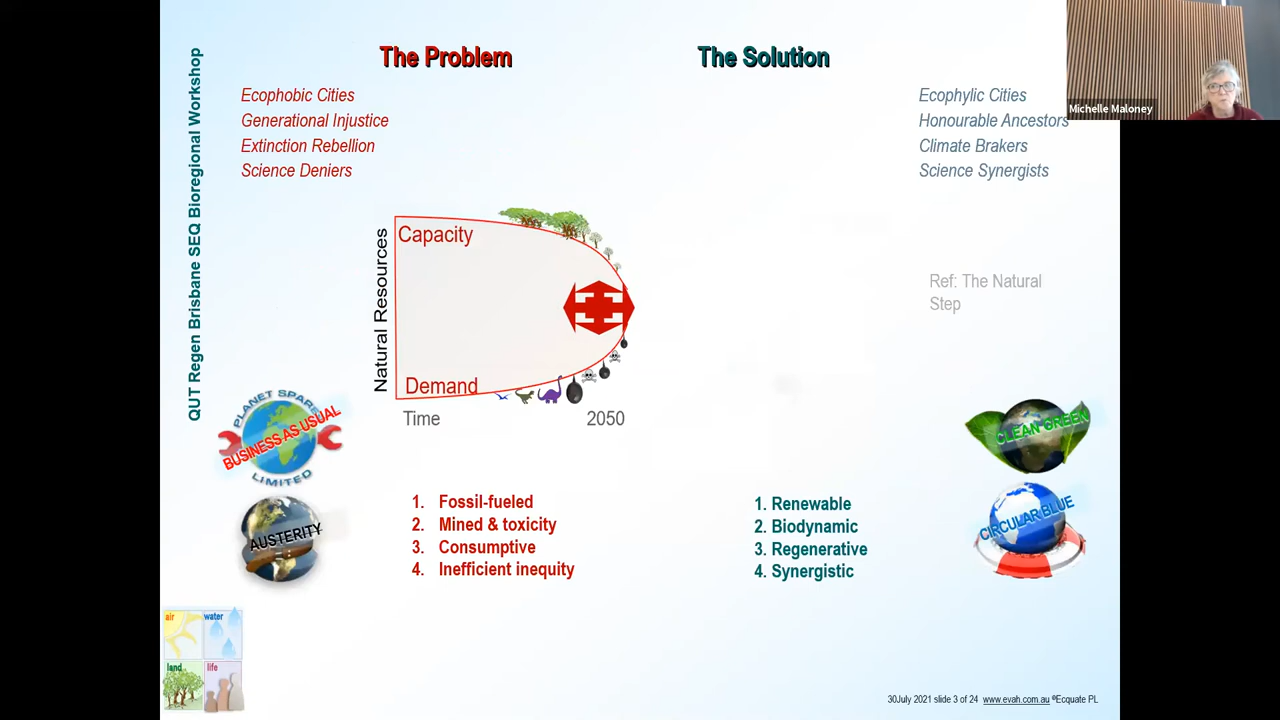 The Problem
The Solution
QUT Regen Brisbane SEQ Bioregional Workshop
Ecophobic Cities
Generational Injustice
Extinction Rebellion
Science Deniers
Ecophylic Cities
Honourable Ancestors
Climate Brakers
Science Synergists
Michelle Maloney
Natural Resources
Capacity
Demand
Time
2050
Ref: The Natural
Step
PLANET SPARE
BUSINESS AS USUAL
LIMITED
AUSTERITY
CLEAN GREEN
CIRCULAR BLUE
1. Fossil-fueled
2. Mined & toxicity
3. Consumptive
4. Inefficient inequity
1. Renewable
2. Biodynamic
3. Regenerative
4. Synergistic
air
water
land
life
30July 2021 slide 3 of 24 www.evah.com.au ©Ecquate PL